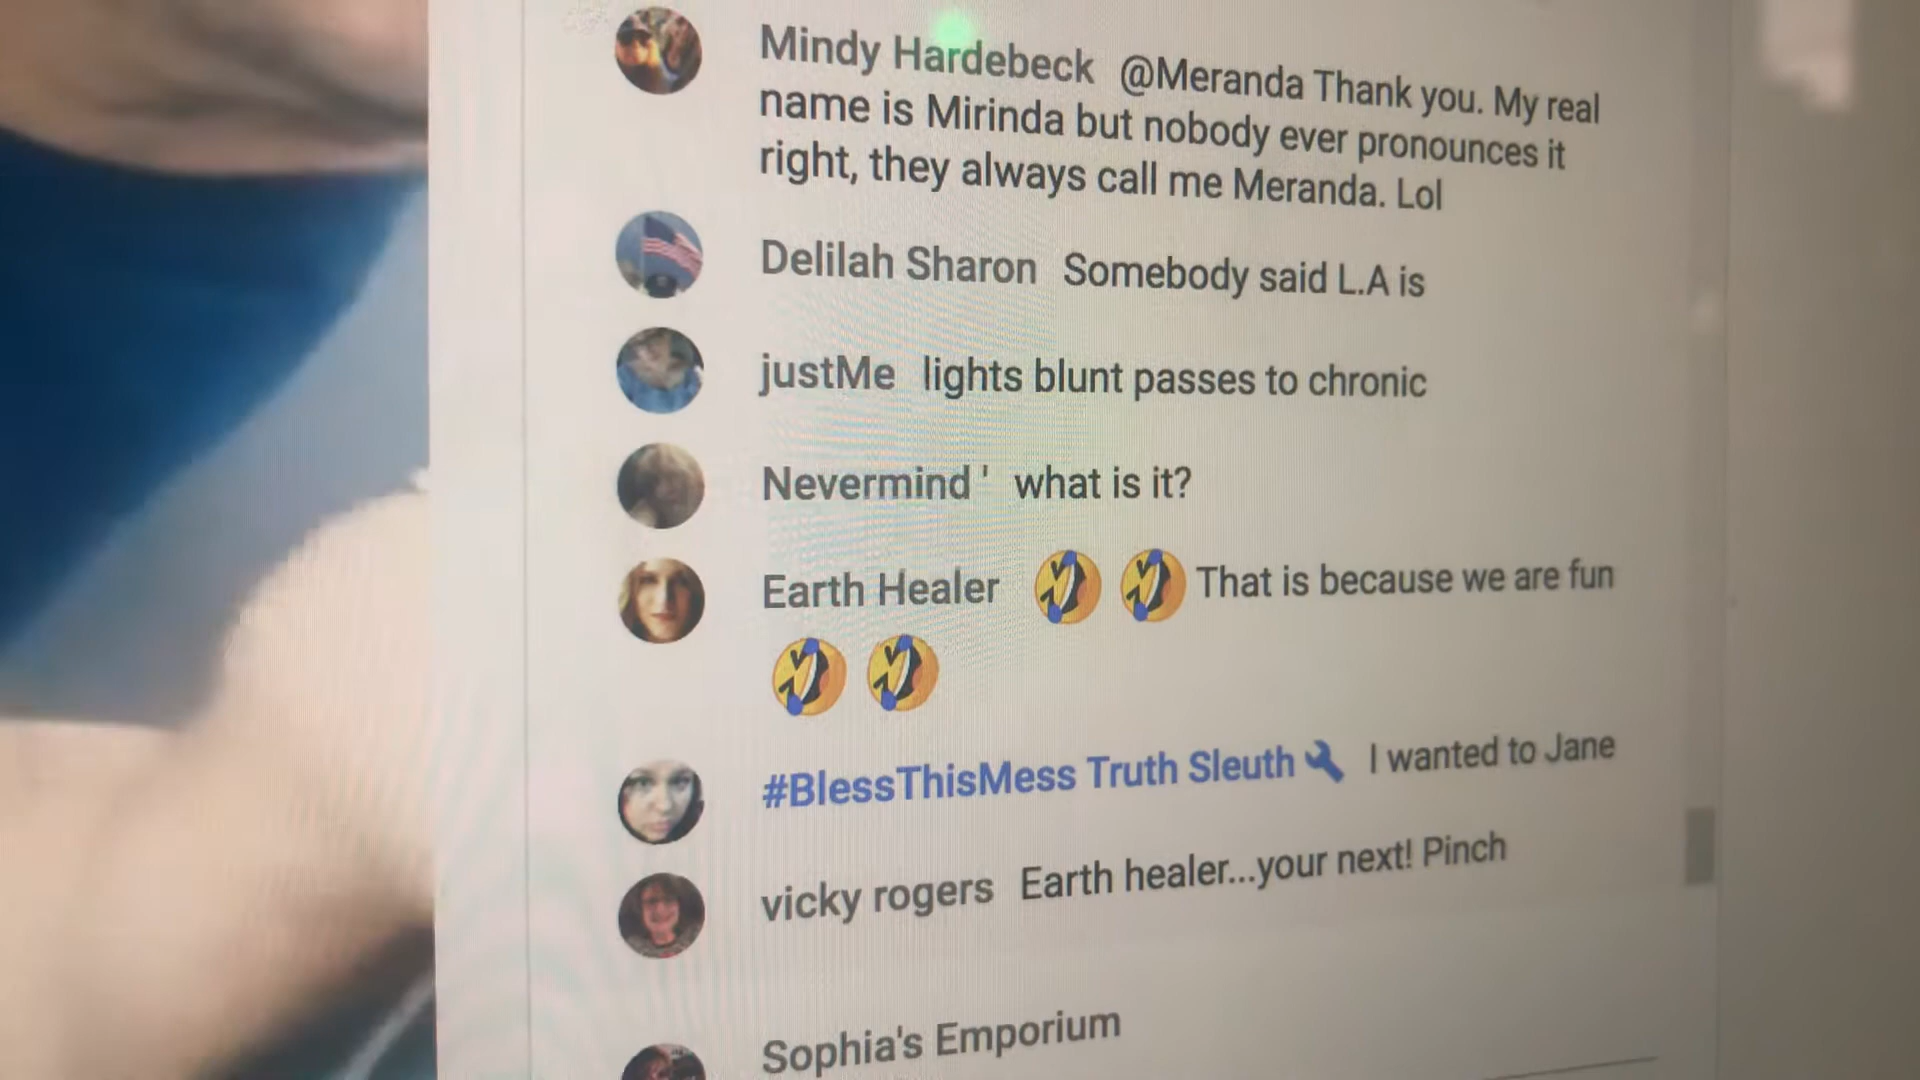 Mindy Hardebeck @Meranda Thank you. My real
name is Mirinda but nobody ever pronounces it
right, they always call me Meranda. Lol
Delilah Sharon Somebody said L.A is
justMe lights blunt passes to chronic
Nevermind ' what is it?
Earth Healer 🤣 🤣 That is because we are fun
🤣 🤣
#BlessThisMess Truth Sleuth 🔧 I wanted to Jane
vicky rogers Earth healer...your next! Pinch
Sophia's Emporium